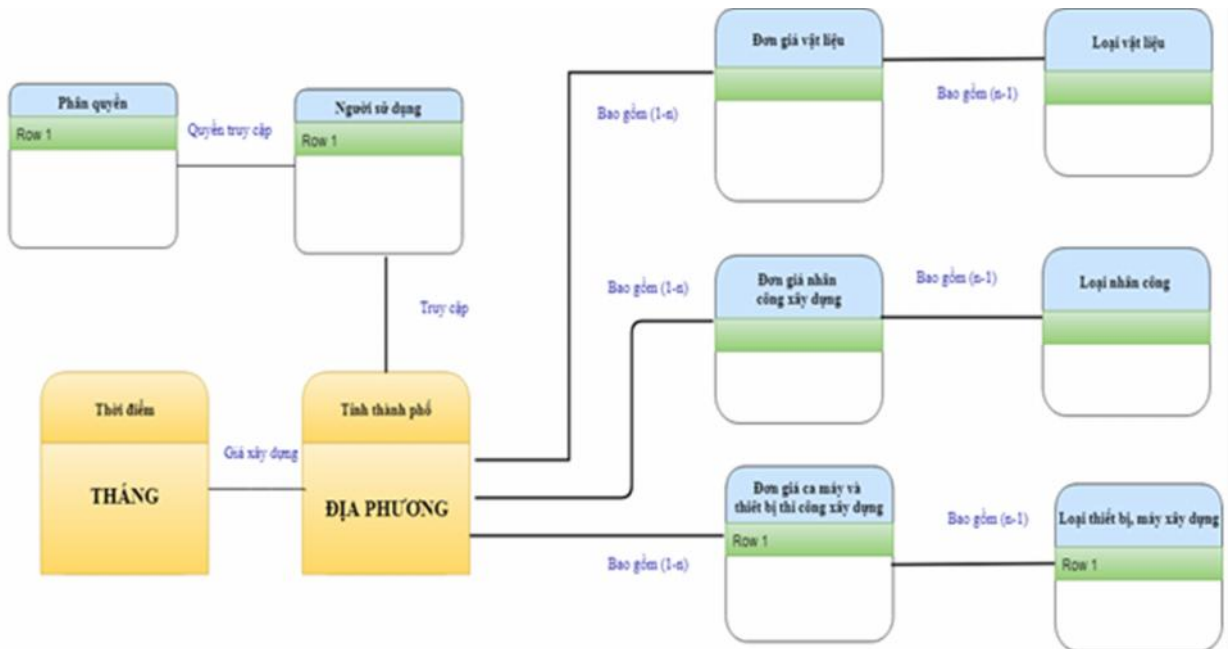 Đơn giá vật liệu
Loại vật liệu
Bao gồm (1-n)
Bao gồm (n-1)
Phân quyền
Row 1
Quyền truy cập
Người sử dụng
Row 1
Truy cập
Đơn giá nhân
công xây dựng
Loại nhân công
Bao gồm (1-n)
Bao gồm (n-1)
Thời điểm
THÁNG
Giá xây dựng
Tỉnh thành phố
ĐỊA PHƯƠNG
Đơn giá ca máy và
thiết bị thi công xây dựng
Row 1
Bao gồm (1-n)
Bao gồm (n-1)
Loại thiết bị, máy xây dựng
Row 1